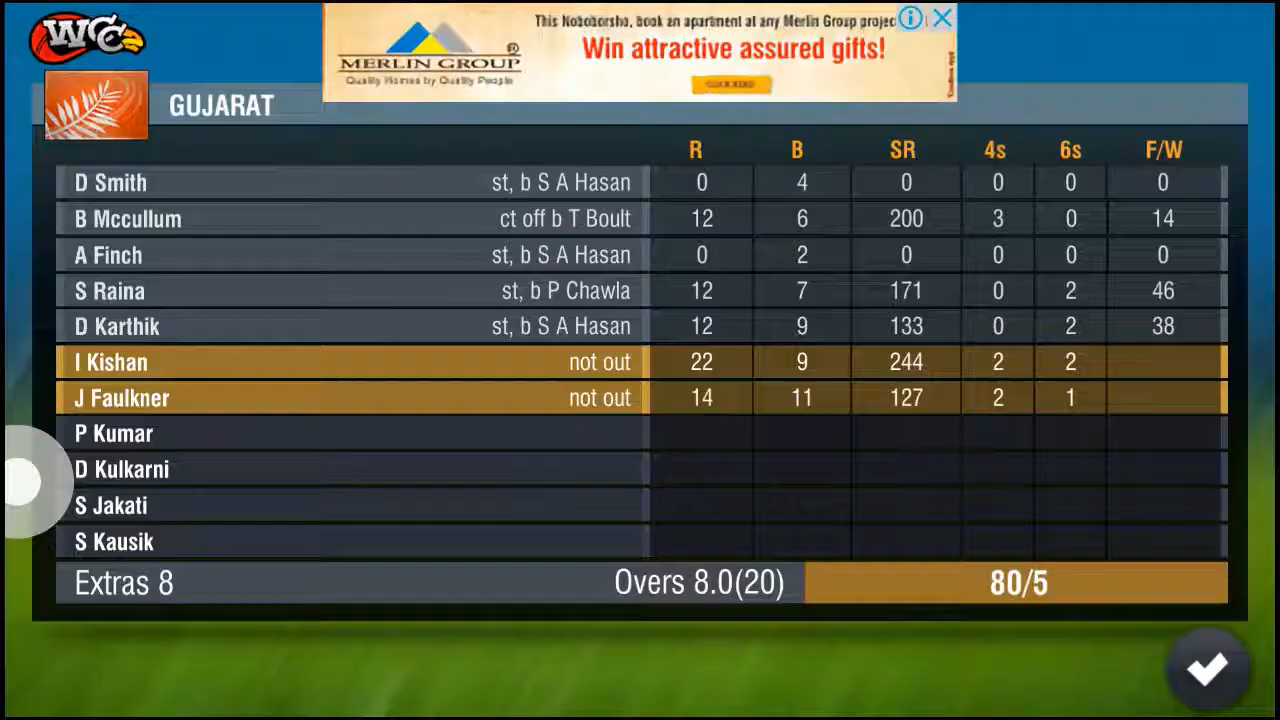 WCC
This Noboborsho, book an apartment at any Merlin Group projec
Win attractive assured gifts!
MERLIN GROUP ®
Quality Homes by Quality People
CLICK HERE
GUJARAT
R B SR 4s 6s F/W
D Smith st, b S A Hasan 0 4 0 0 0 0
B Mccullum ct off b T Boult 12 6 200 3 0 14
A Finch st, b S A Hasan 0 2 0 0 0 0
S Raina st, b P Chawla 12 7 171 0 2 46
D Karthik st, b S A Hasan 12 9 133 0 2 38
I Kishan not out 22 9 244 2 2
J Faulkner not out 14 11 127 2 1
P Kumar
D Kulkarni
S Jakati
S Kausik
Extras 8 Overs 8.0(20) 80/5